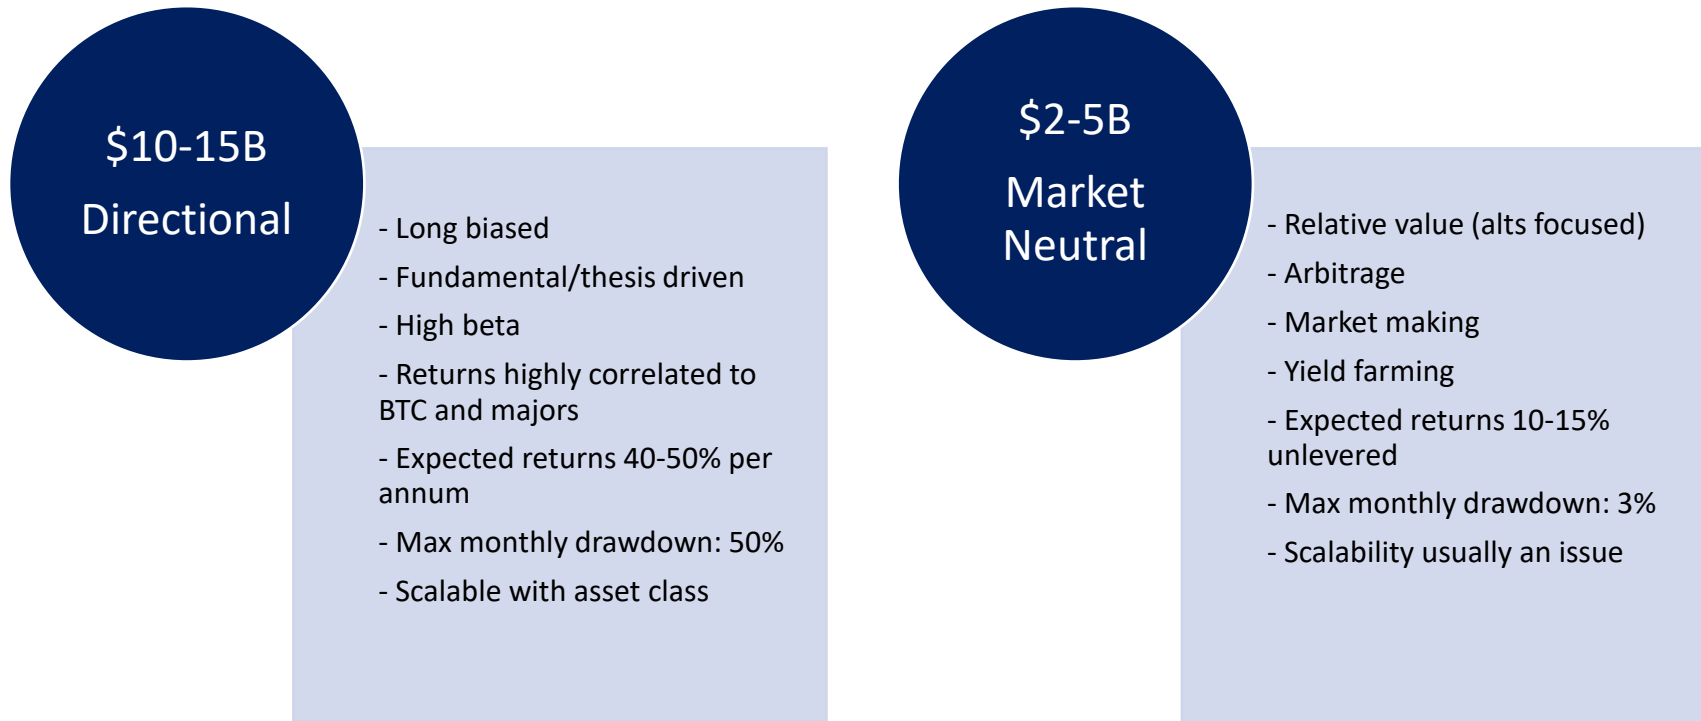 $10-15B
Directional
- Long biased
- Fundamental/thesis driven
- High beta
- Returns highly correlated to
BTC and majors
- Expected returns 40-50% per
annum
- Max monthly drawdown: 50%
- Scalable with asset class
$2-5B
Market
Neutral
- Relative value (alts focused)
- Arbitrage
- Market making
- Yield farming
- Expected returns 10-15%
unlevered
- Max monthly drawdown: 3%
- Scalability usually an issue